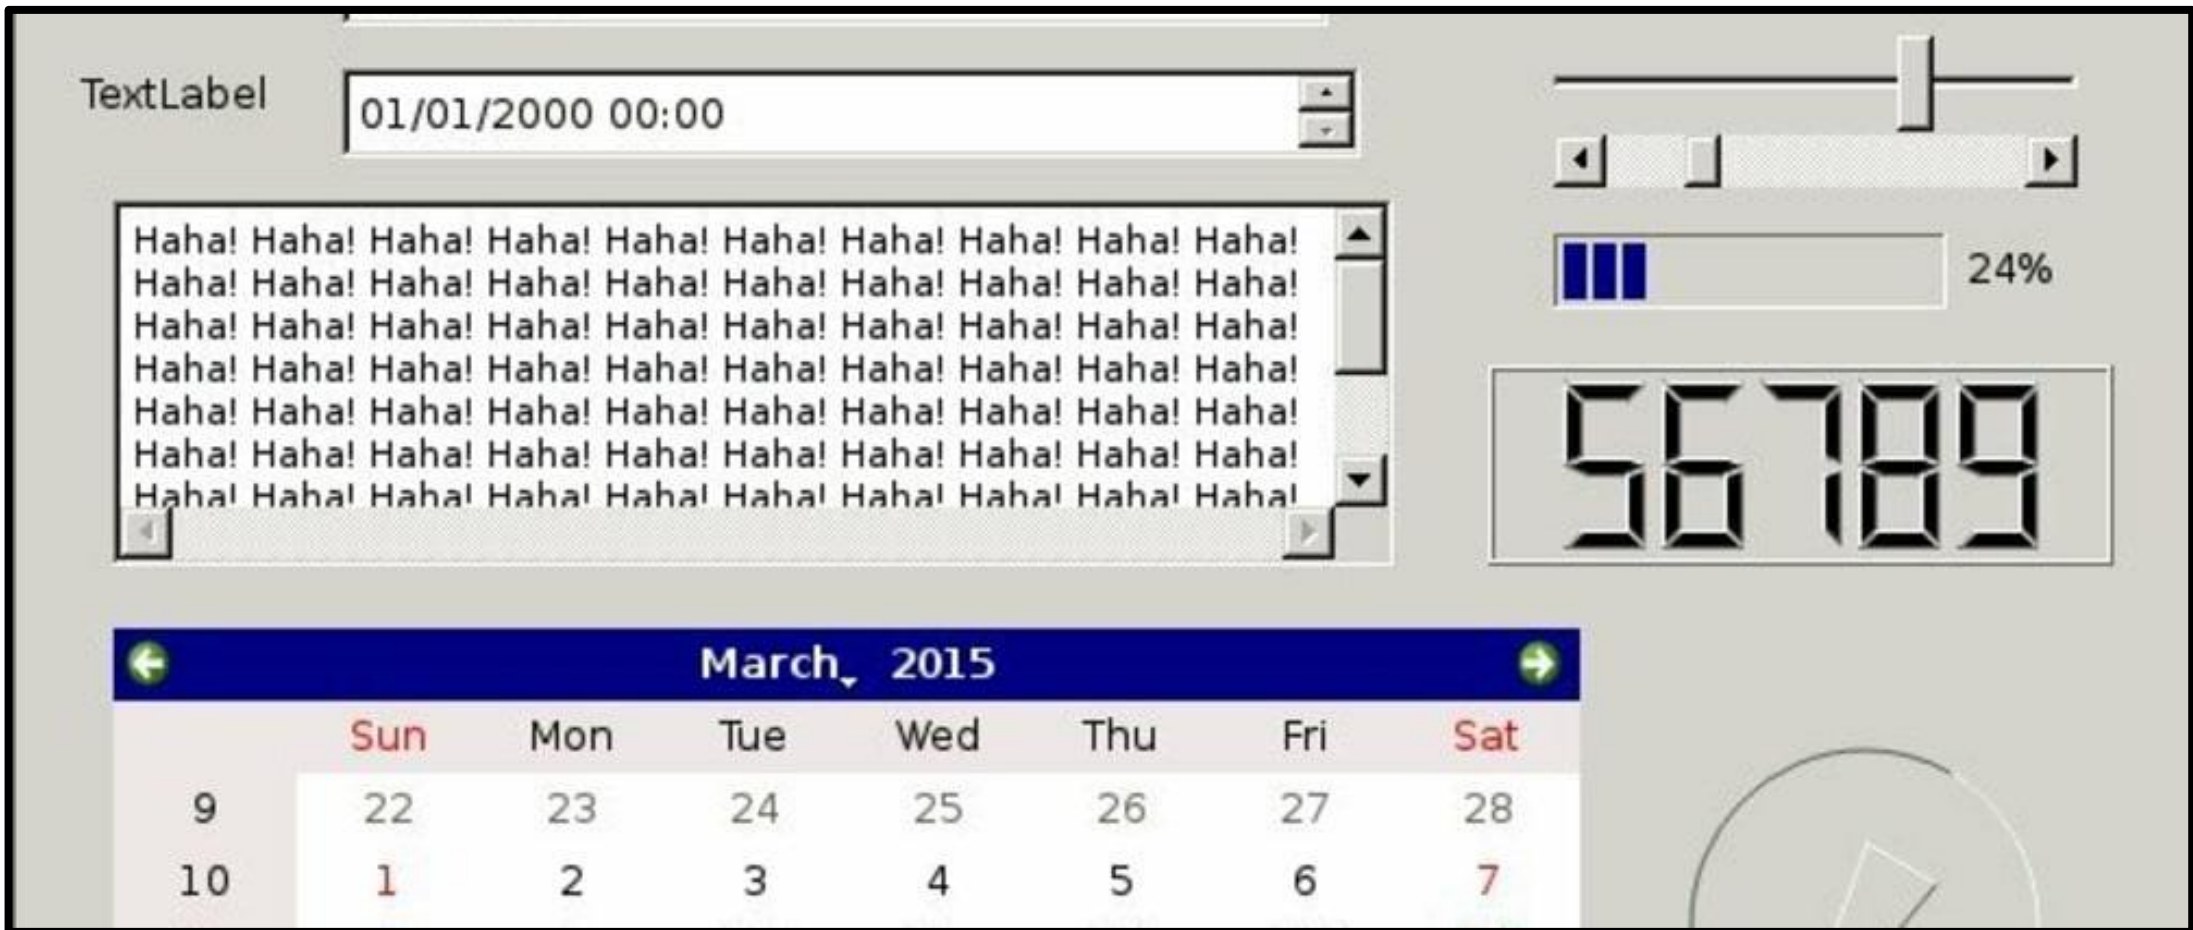 TextLabel
01/01/2000 00:00
Haha! Haha! Haha! Haha! Haha! Haha! Haha! Haha! Haha! Haha!
Haha! Haha! Haha! Haha! Haha! Haha! Haha! Haha! Haha! Haha!
Haha! Haha! Haha! Haha! Haha! Haha! Haha! Haha! Haha! Haha!
Haha! Haha! Haha! Haha! Haha! Haha! Haha! Haha! Haha! Haha!
Haha! Haha! Haha! Haha! Haha! Haha! Haha! Haha! Haha! Haha!
Haha! Haha! Haha! Haha! Haha! Haha! Haha! Haha! Haha! Haha!
Haha! Haha! Haha! Haha! Haha! Haha! Haha! Haha! Haha! Haha!
24%
56789
March 2015
Sun Mon Tue Wed Thu Fri Sat
9 22 23 24 25 26 27 28
10 1 2 3 4 5 6 7